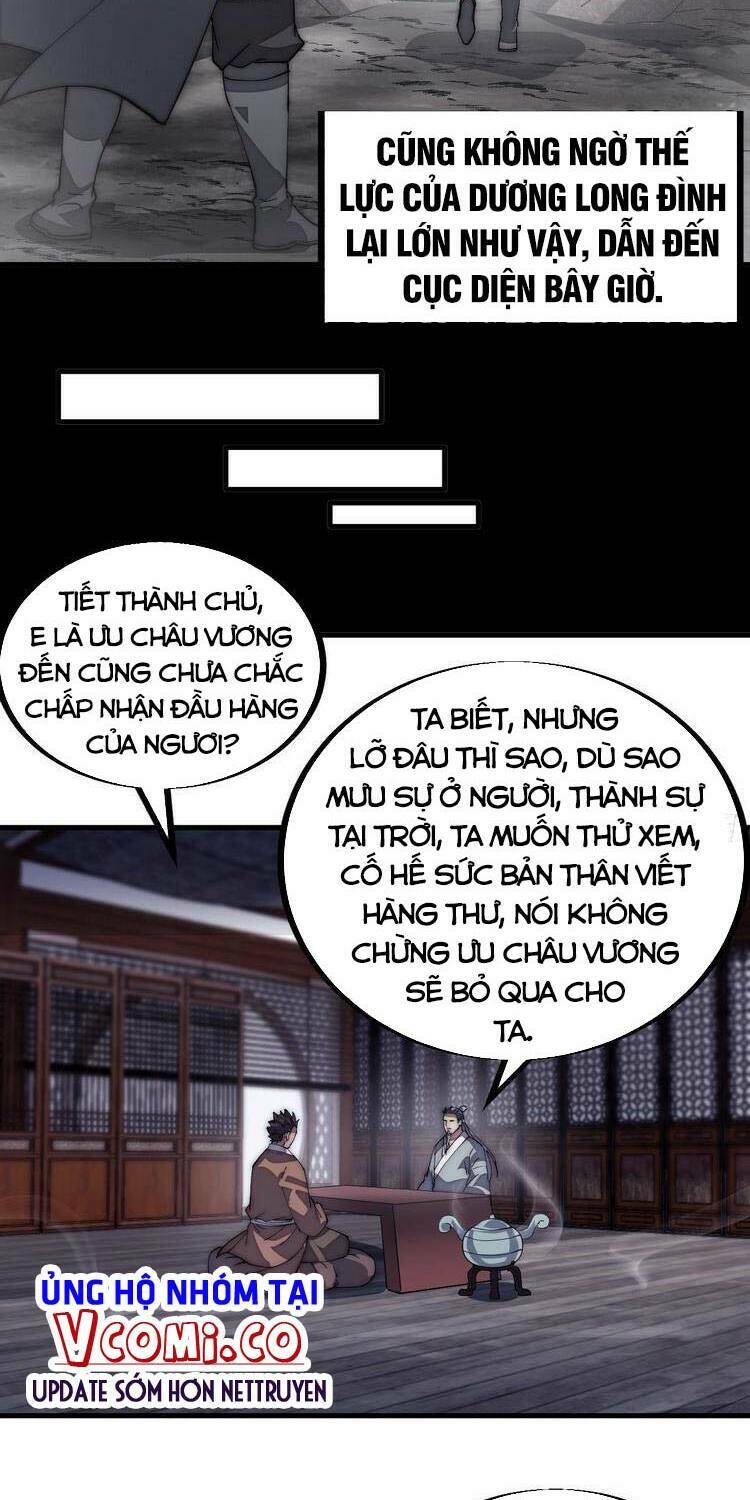 CŨNG KHÔNG NGỜ THẾ
LỰC CỦA DƯƠNG LONG ĐÌNH
LẠI LỚN NHƯ VẬY, DẪN ĐẾN
CỤC DIỆN BÂY GIỜ.
TIẾT THÀNH CHỦ,
E LÀ ƯU CHÂU VƯƠNG
ĐẾN CŨNG CHƯA CHẮC
CHẤP NHẬN ĐẦU HÀNG
CỦA NGƯƠI?
TA BIẾT, NHƯNG
LỠ ĐÂU THÌ SAO, DÙ SAO
MƯU SỰ Ở NGƯỜI, THÀNH SỰ
TẠI TRỜI, TA MUỐN THỬ XEM,
CỐ HẾ SỨC BẢN THÂN VIẾT
HÀNG THƯ, NÓI KHÔNG
CHỪNG ƯU CHÂU VƯƠNG
SẼ BỎ QUA CHO
TA.
ỦNG HỘ NHÓM TẠI
VCOMI.CO
UPDATE SỚM HƠN NETTRUYEN